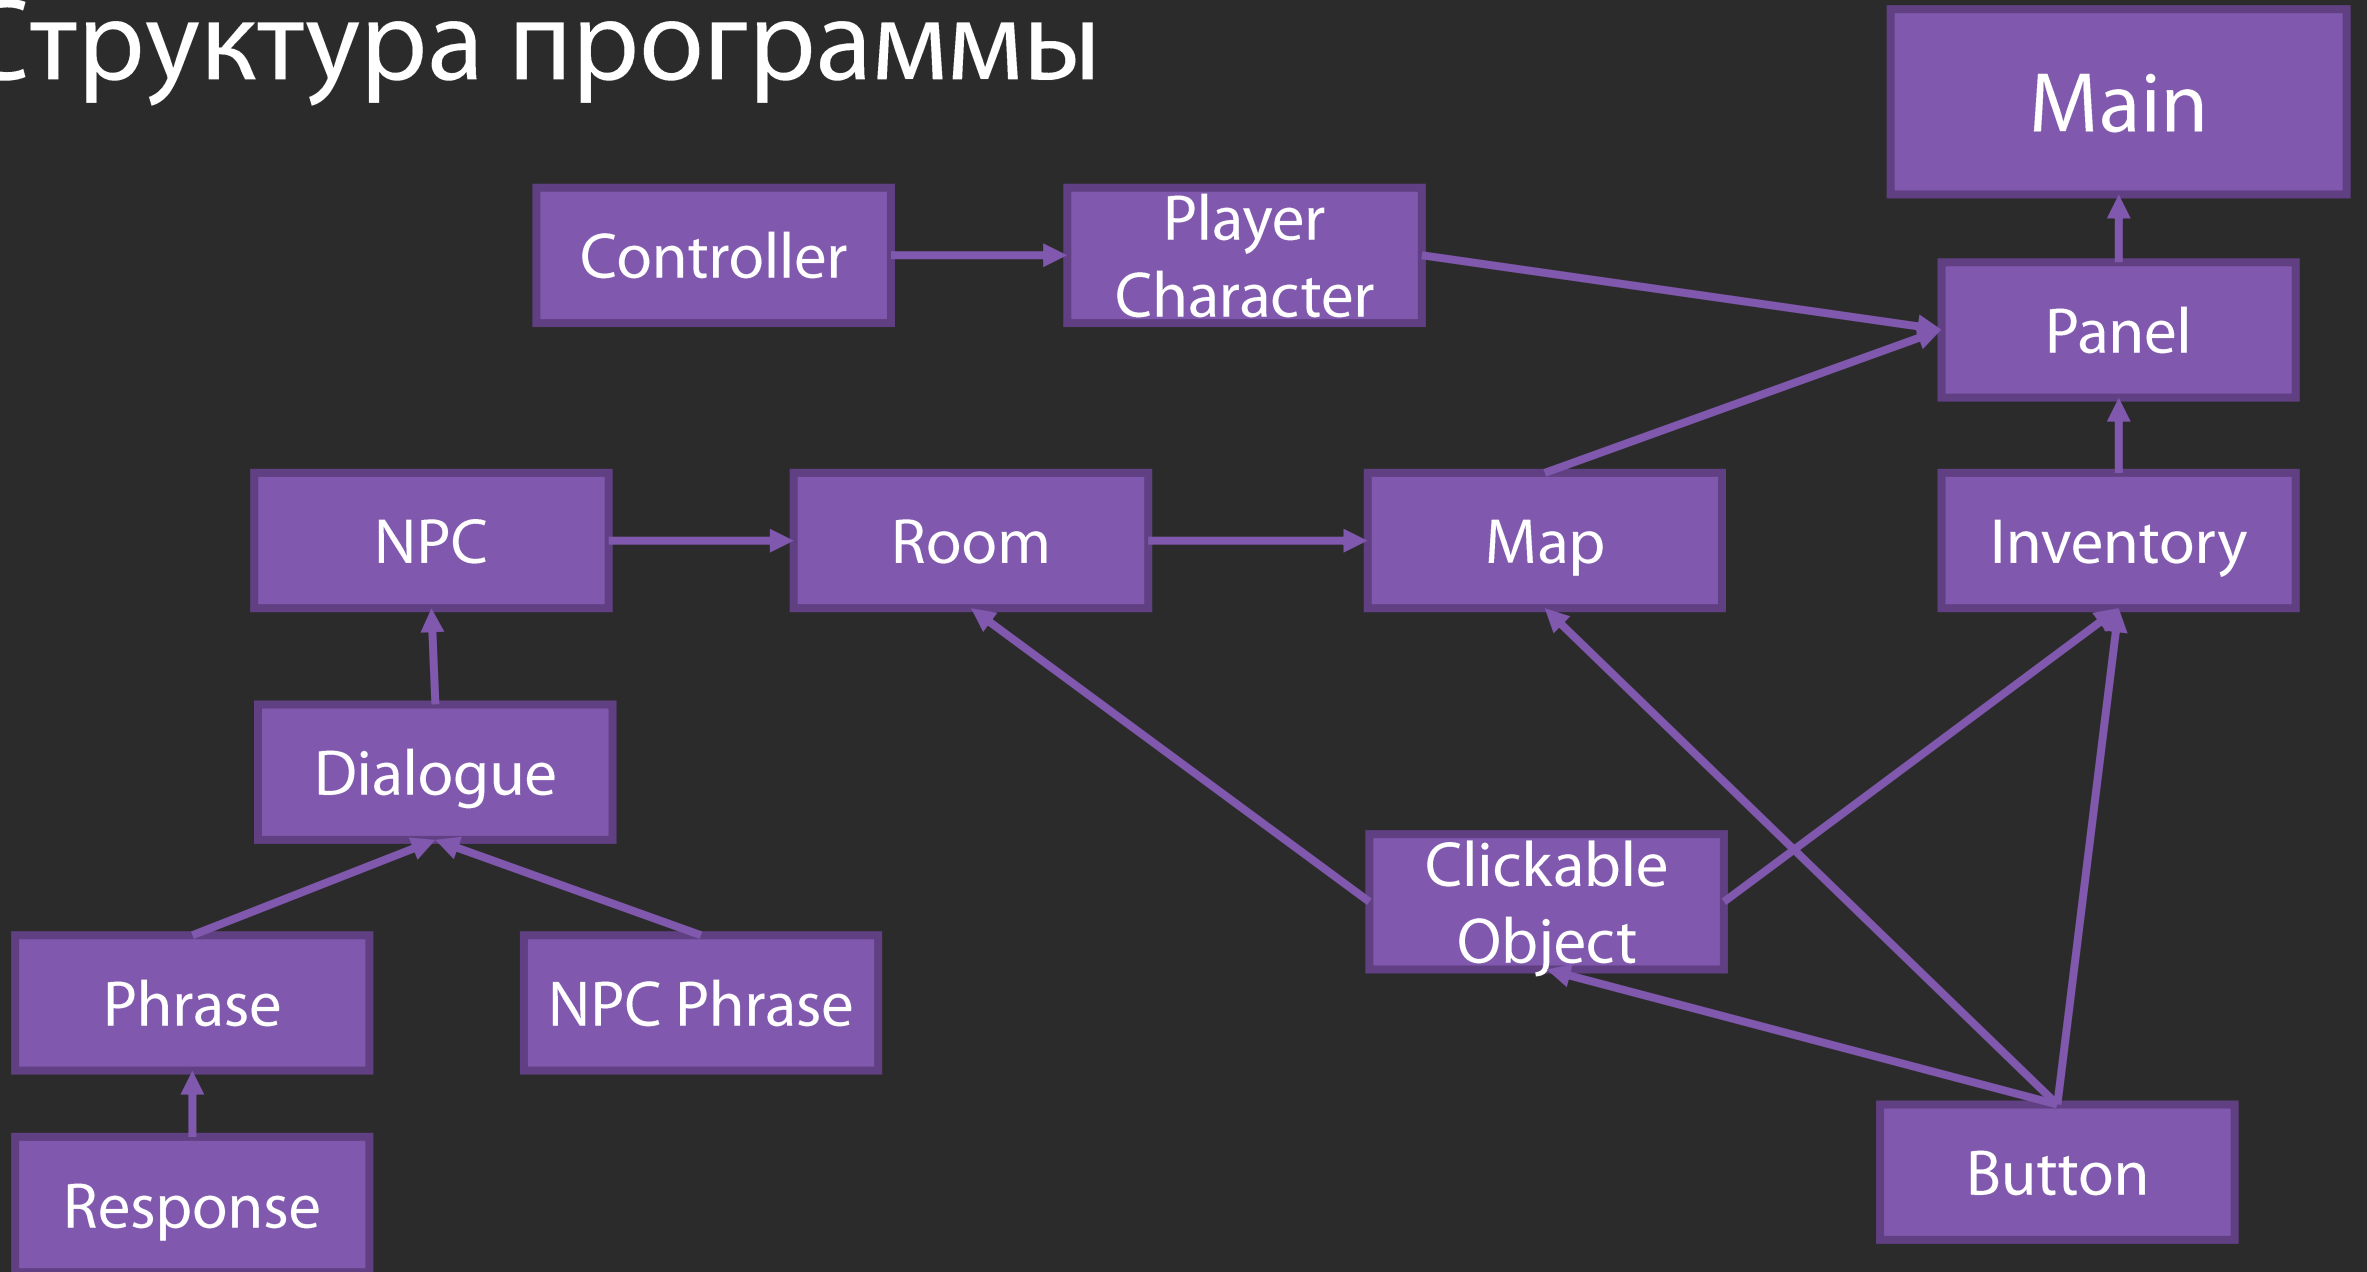 Структура программы
Main
Controller
Player
Character
Panel
NPC
Room
Map
Inventory
Dialogue
Clickable
Object
Phrase
NPC Phrase
Button
Response